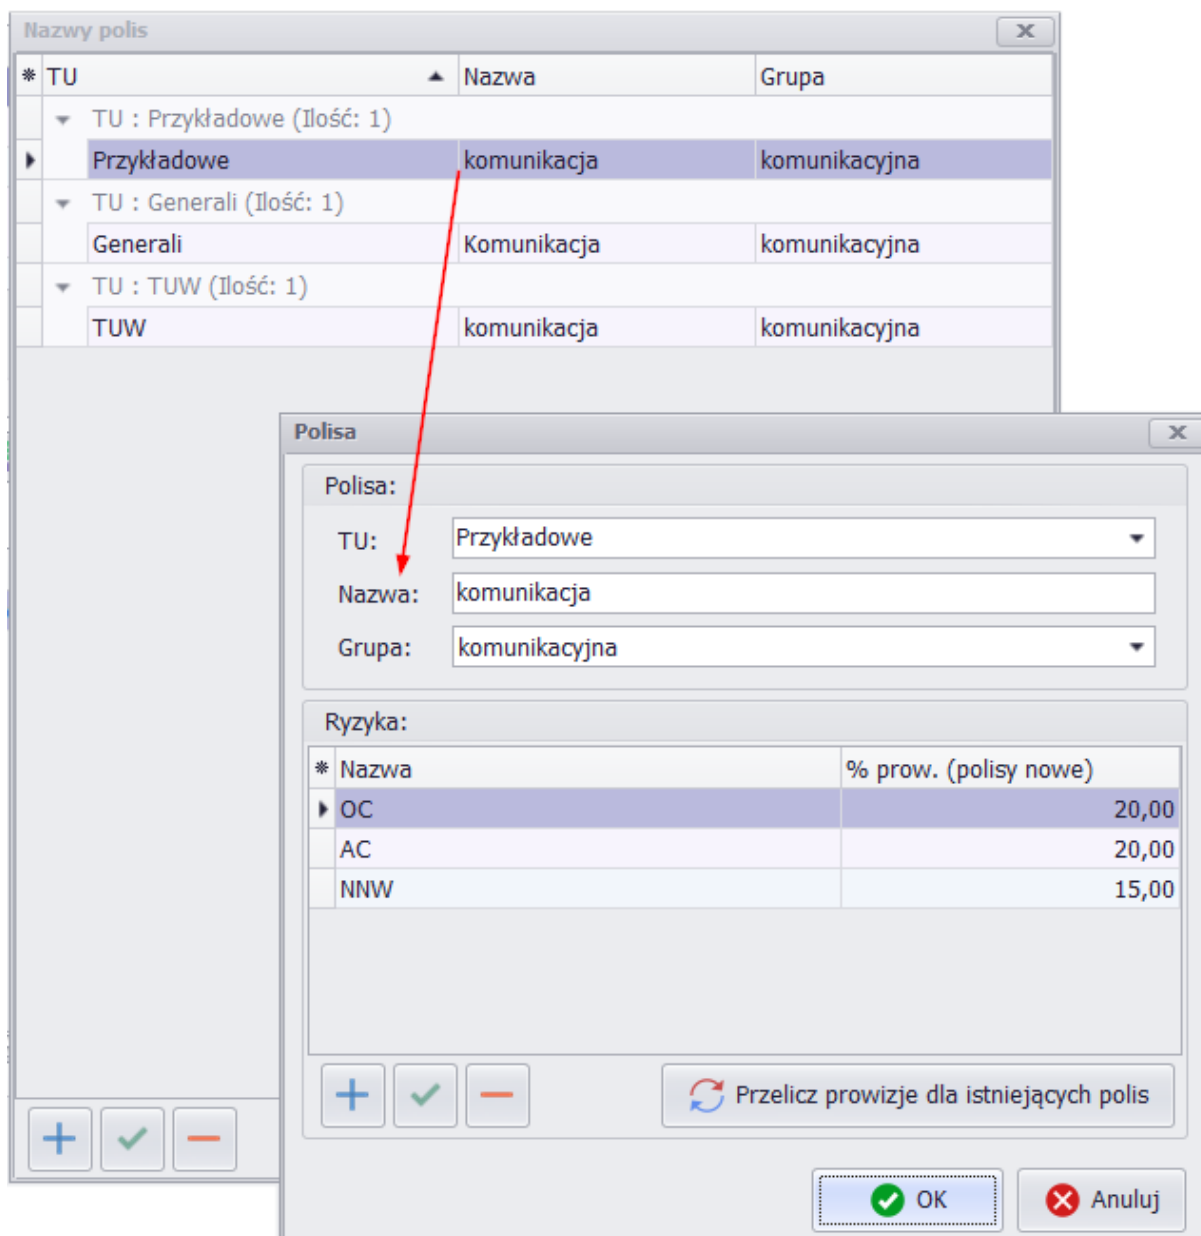 Nazwy polis
TU Nazwa Grupa
TU : Przykładowe (Ilość: 1)
Przykładowe komunikacja komunikacyjna
TU : Generali (Ilość: 1)
Generali Komunikacja komunikacyjna
TU : TUW (Ilość: 1)
TUW komunikacja komunikacyjna
Polisa
Polisa:
TU: Przykładowe
Nazwa: komunikacja
Grupa: komunikacyjna
Ryzyka:
Nazwa % prow. (polisy nowe)
OC 20,00
AC 20,00
NNW 15,00
Przelicz prowizje dla istniejących polis
OK Anuluj